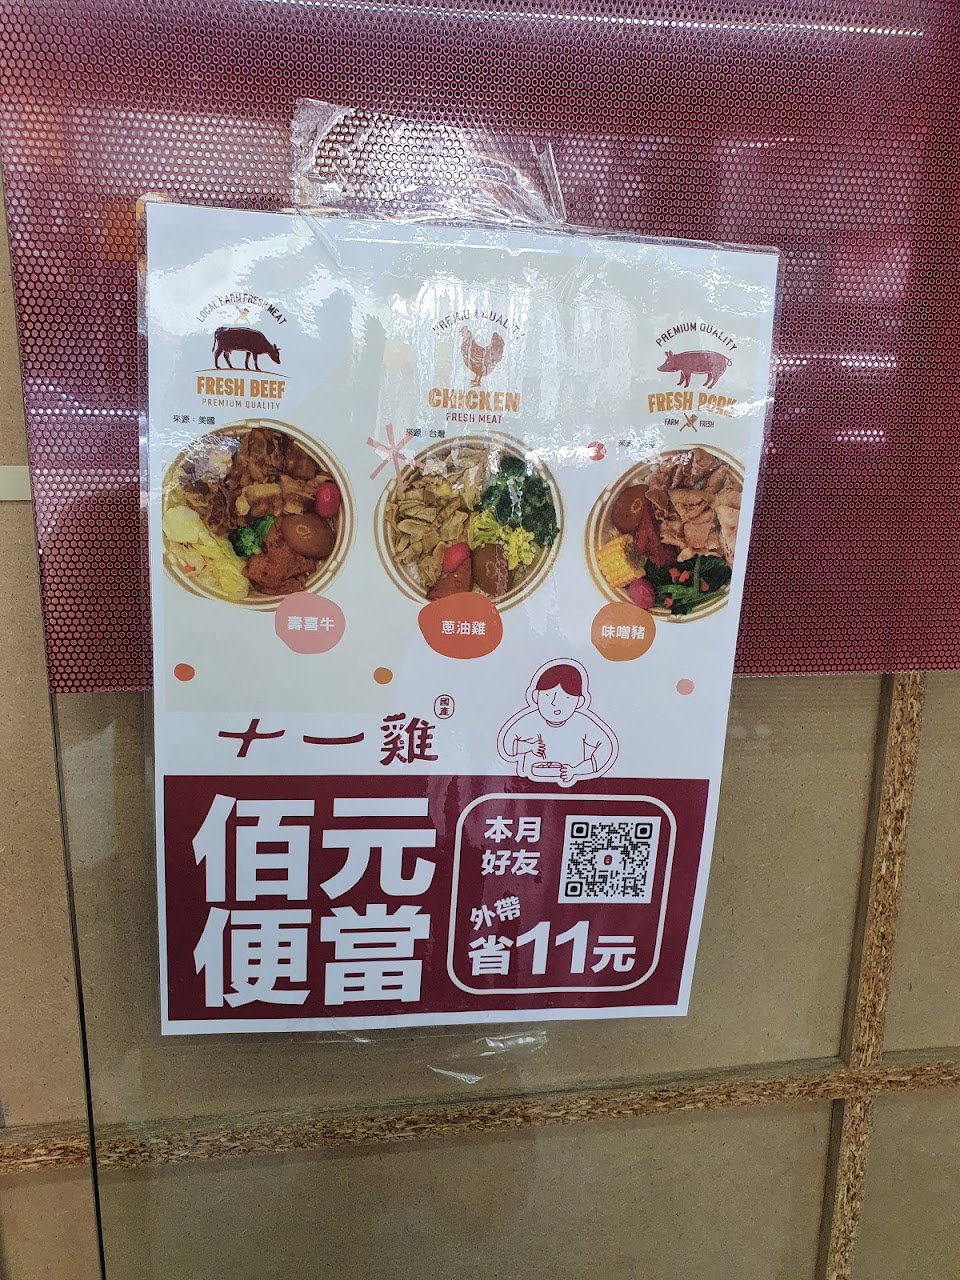 LOCAL FARM FRESH MEAT
FRESH BEEF
PREMIUM QUALITY
來源：美國
PREMIUM QUALITY
CHICKEN
FRESH MEAT
來源：台灣
PREMIUM QUALITY
FRESH PORK
FARM FRESH
壽喜牛
蔥油雞
味噌豬
十一雞
國產
佰元
便當
本月
好友
外帶
省11元